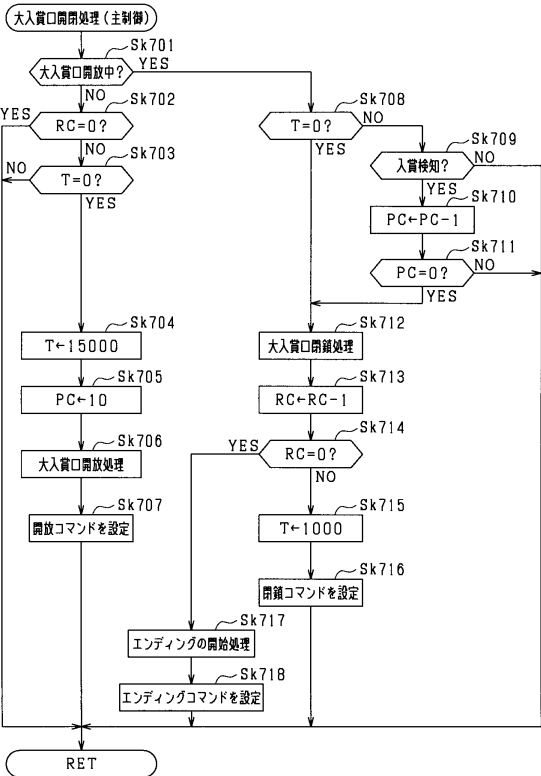 大入賞口開閉処理(主制御)
Sk701
大入賞口開放中?
YES
NO
Sk702
YES
RC=0?
NO
Sk703
NO
T=0?
YES
Sk704
T←15000
Sk705
PC←10
Sk706
大入賞口開放処理
Sk707
開放コマンドを設定
Sk708
T=0?
NO
YES
Sk709
入賞検知?
NO
YES
Sk710
PC←PC-1
Sk711
PC=0?
NO
YES
Sk712
大入賞口閉鎖処理
Sk713
RC←RC-1
Sk714
YES
RC=0?
NO
Sk715
T←1000
Sk716
閉鎖コマンドを設定
Sk717
エンディングの開始処理
Sk718
エンディングコマンドを設定
RET